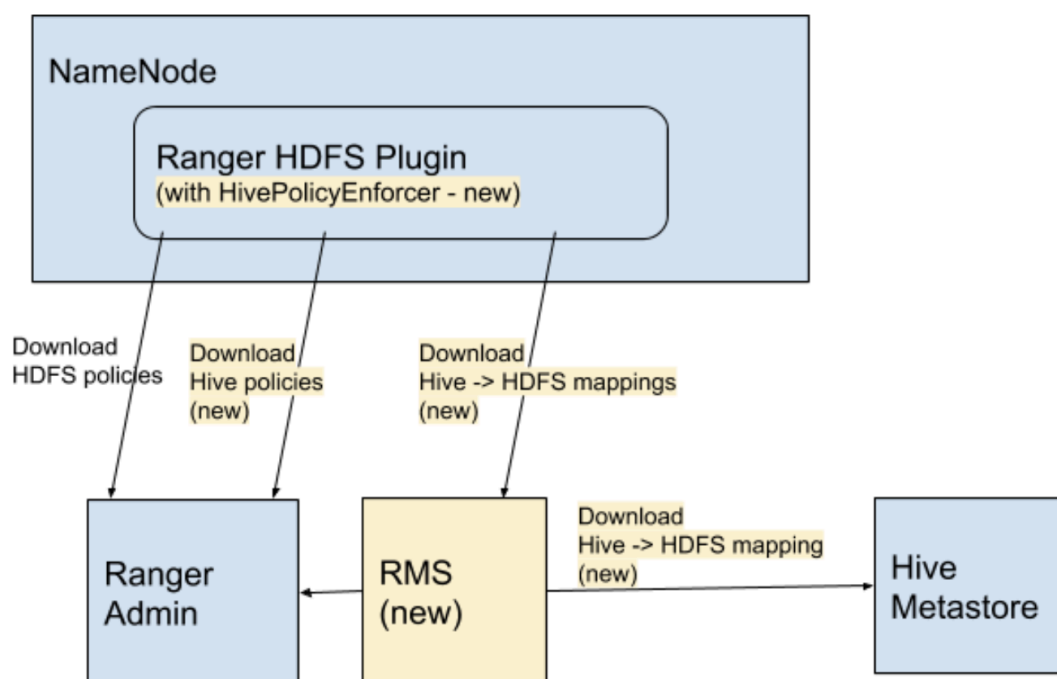 NameNode
Ranger HDFS Plugin
(with HivePolicyEnforcer - new)
Download
HDFS policies
Download
Hive policies
(new)
Download
Hive -> HDFS mappings
(new)
Ranger
Admin
RMS
(new)
Download
Hive -> HDFS mapping
(new)
Hive
Metastore